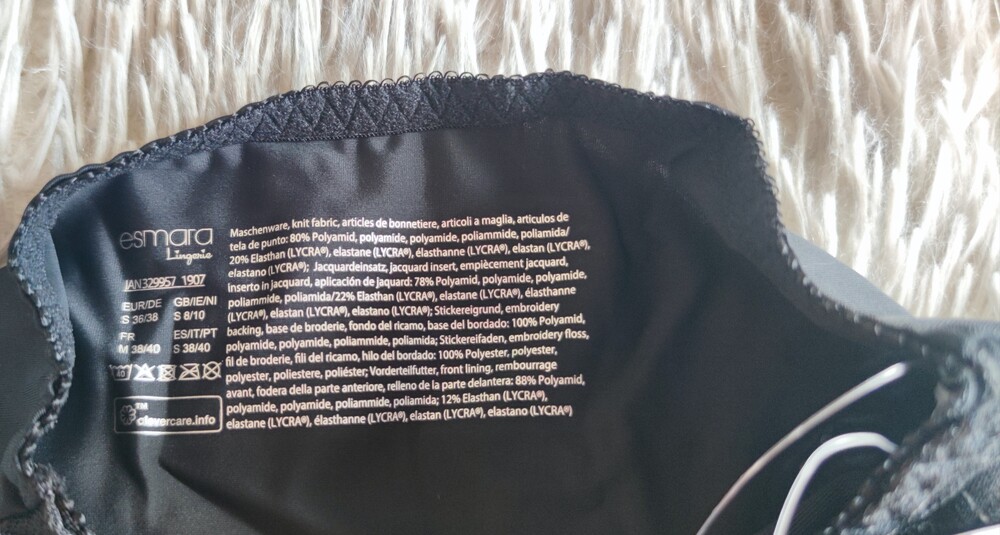 esmara
Lingerie
IAN 329957 1907
EUR/DE GB/IE/NI
S 36/38 S 8/10
FR ES/IT/PT
M 38/40 S 38/40
40
TM
clevercare.info
Maschenware, knit fabric, articles de bonnetiere, articoli a maglia, articulos de
tela de punto: 80% Polyamid, polyamide, polyamide, poliammide, poliamida/
20% Elasthan (LYCRA®), elastane (LYCRA®), élasthanne (LYCRA®), elastan (LYCRA®),
elastano (LYCRA®); Jacquardeinsatz, jacquard insert, empiècement jacquard,
inserto in jacquard, aplicación de Jaquard: 78% Polyamid, polyamide, polyamide,
poliammide, poliamida/22% Elasthan (LYCRA®), elastane (LYCRA®), élasthanne
(LYCRA®), elastan (LYCRA®), elastano (LYCRA®); Stickereigrund, embroidery
backing, base de broderie, fondo del ricamo, base del bordado: 100% Polyamid,
polyamide, polyamide, poliammide, poliamida; Stickereifaden, embroidery floss,
fil de broderie, fili del ricamo, hilo del bordado: 100% Polyester, polyester,
polyester, poliestere, poliéster; Vorderteilfutter, front lining, rembourrage
avant, fodera della parte anteriore, relleno de la parte delantera: 88% Polyamid,
polyamide, polyamide, poliammide, poliamida; 12% Elasthan (LYCRA®),
elastane (LYCRA®), élasthanne (LYCRA®), elastan (LYCRA®), elastano (LYCRA®)